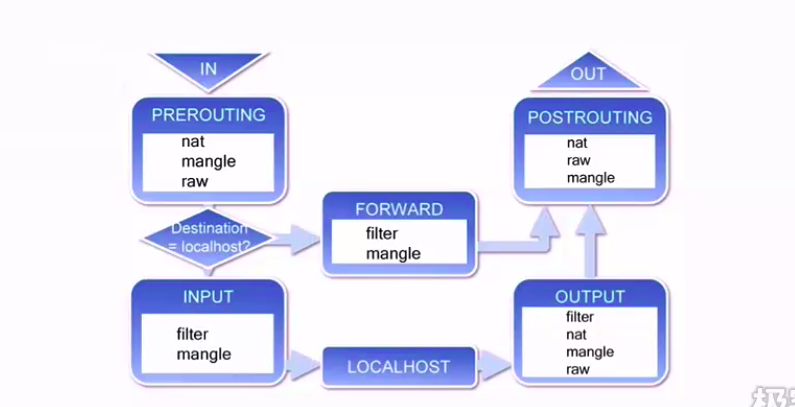 IN
OUT
PREROUTING
nat
mangle
raw
POSTROUTING
nat
raw
mangle
Destination
= localhost?
FORWARD
filter
mangle
INPUT
filter
mangle
LOCALHOST
OUTPUT
filter
nat
mangle
raw